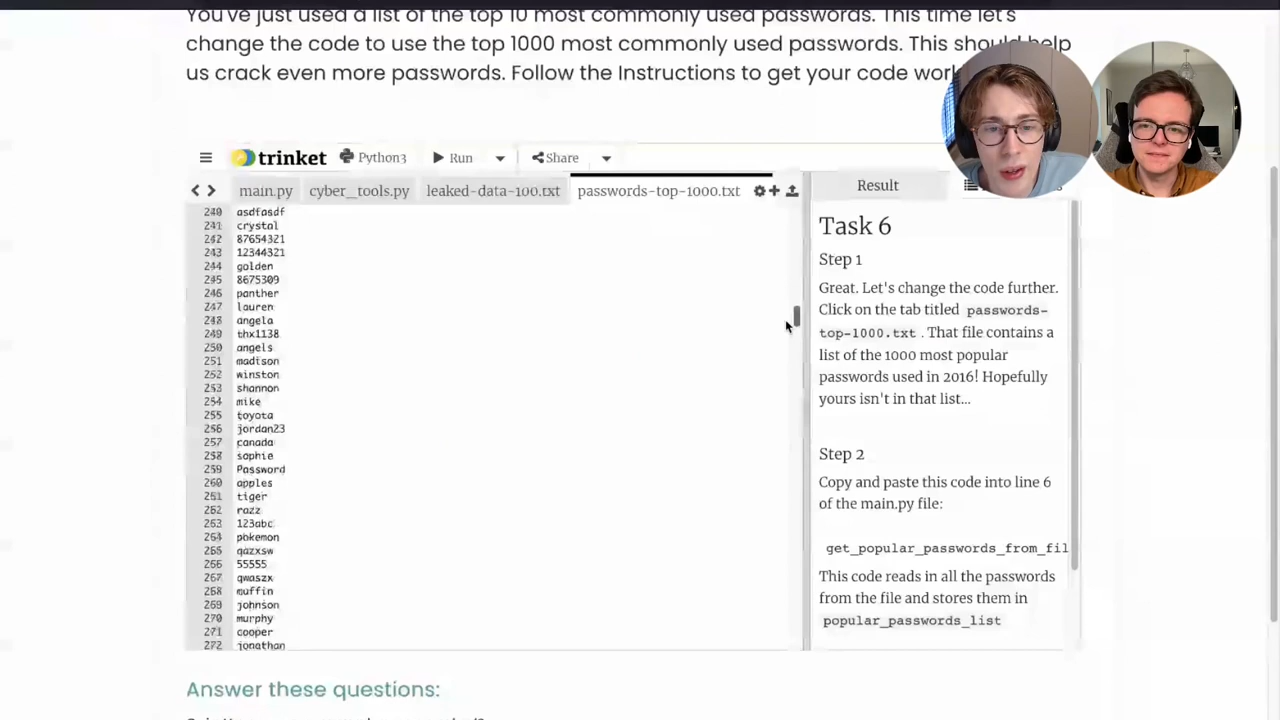 You've just used a list of the top 10 most commonly used passwords. This time let's
change the code to use the top 1000 most commonly used passwords. This should help
us crack even more passwords. Follow the Instructions to get your code
trinket
Python3
Run
Share
main.py
cyber_tools.py
leaked-data-100.txt
passwords-top-1000.txt
Result
240 asdfasdf
241 crystal
242 87654321
243 12344321
244 golden
245 8675309
246 panther
247 lauren
248 angela
249 thx1138
250 angels
251 madison
252 winston
253 shannon
254 mike
255 toyota
256 jordan23
257 canada
258 sophie
259 Password
260 apples
261 tiger
262 razz
263 123abc
264 pokemon
265 qazxsw
266 55555
267 qwaszx
268 muffin
269 johnson
270 murphy
271 cooper
272 jonathan
Task 6
Step 1
Great. Let's change the code further.
Click on the tab titled passwords-
top-1000.txt . That file contains a
list of the 1000 most popular
passwords used in 2016! Hopefully
yours isn't in that list...
Step 2
Copy and paste this code into line 6
of the main.py file:
get_popular_passwords_from_fil
This code reads in all the passwords
from the file and stores them in
popular_passwords_list
Answer these questions: